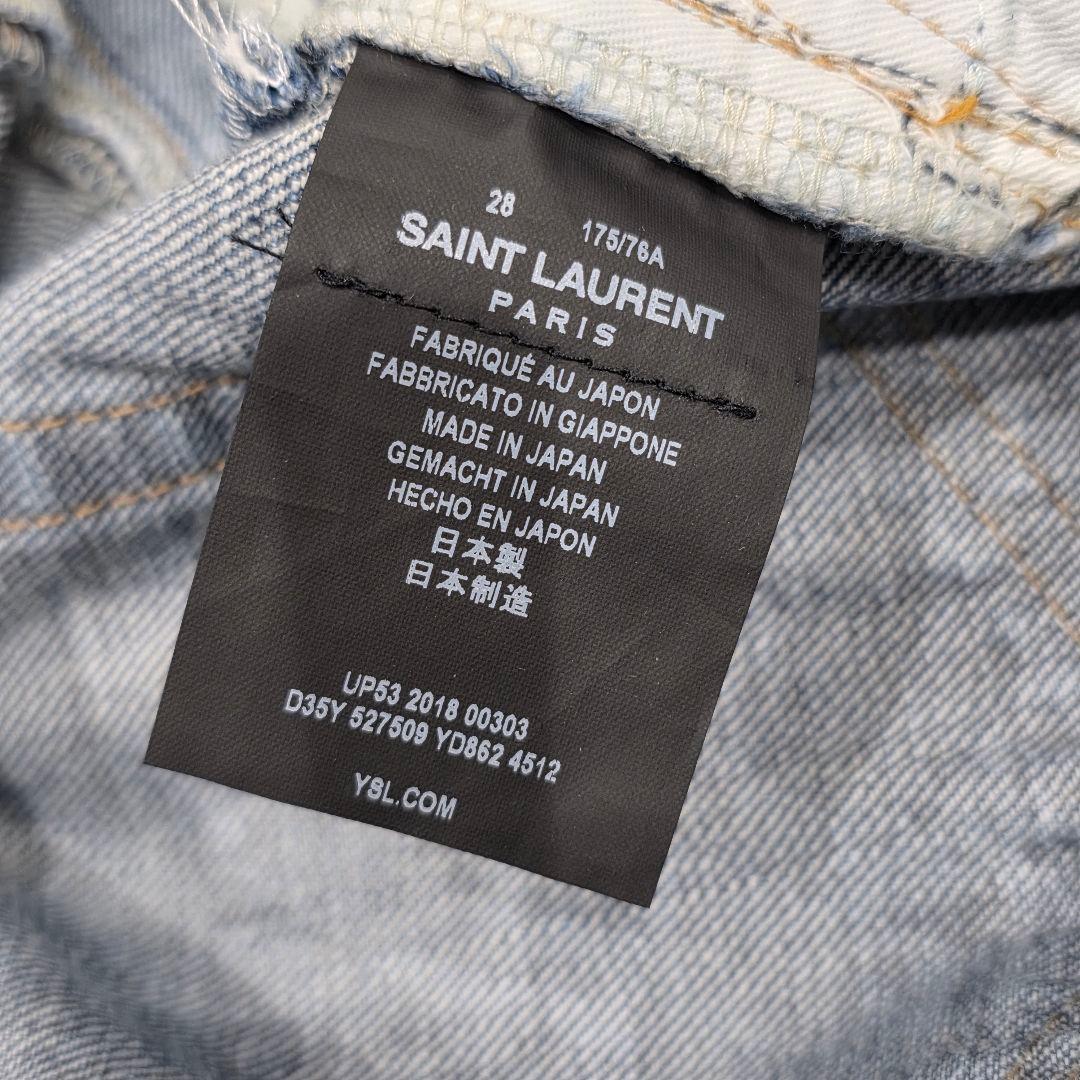 28 175/76A
SAINT LAURENT
PARIS
FABRIQUÉ AU JAPON
FABBRICATO IN GIAPPONE
MADE IN JAPAN
GEMACHT IN JAPAN
HECHO EN JAPON
日本製
日本制造
UP53 2018 00303
D35Y 527509 YD862 4512
YSL.COM